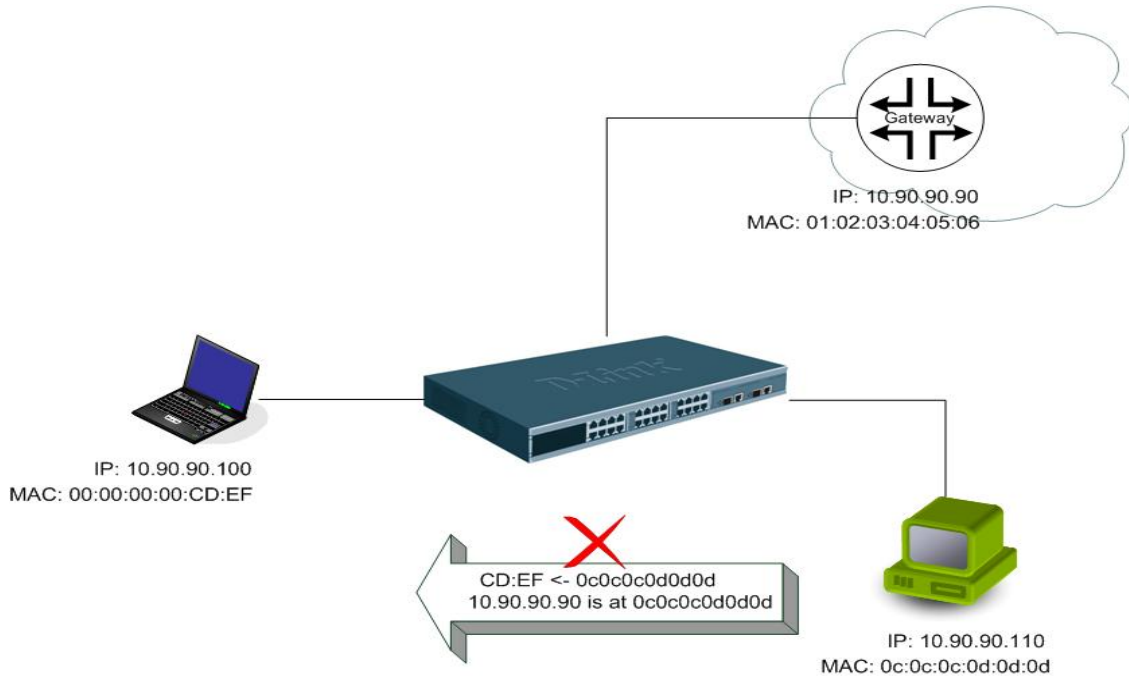 Gateway
IP: 10.90.90.90
MAC: 01:02:03:04:05:06
D-Link
IP: 10.90.90.100
MAC: 00:00:00:00:CD:EF
CD:EF <- 0c0c0c0d0d0d
10.90.90.90 is at 0c0c0c0d0d0d
IP: 10.90.90.110
MAC: 0c:0c:0c:0d:0d:0d